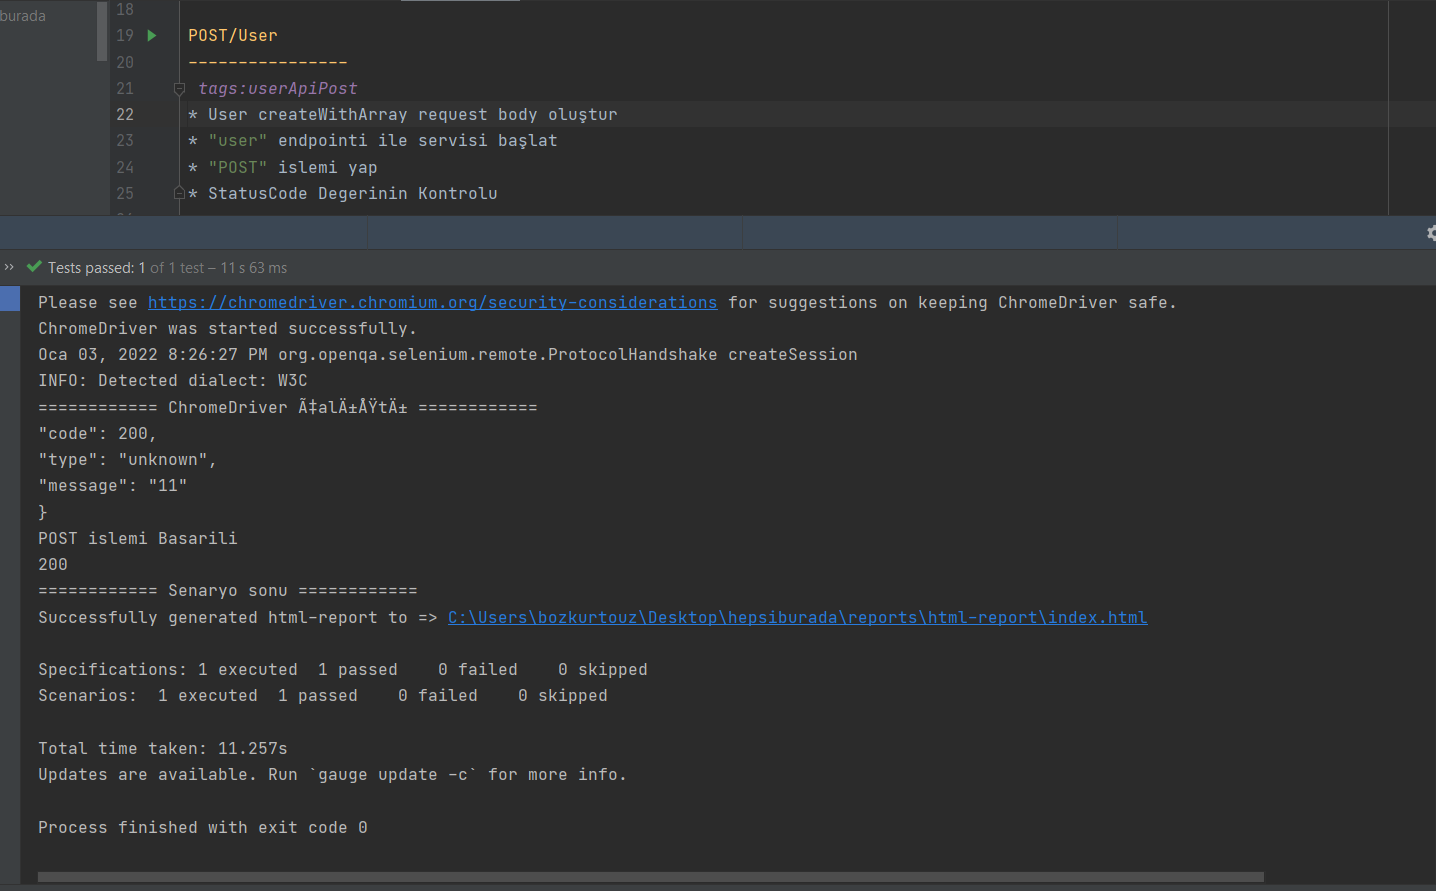 burada
18
19 POST/User
20 ----------------
21 tags:userApiPost
22 * User createWithArray request body oluştur
23 * "user" endpointi ile servisi başlat
24 * "POST" islemi yap
25 * StatusCode Degerinin Kontrolu
» Tests passed: 1 of 1 test – 11 s 63 ms
Please see https://chromedriver.chromium.org/security-considerations for suggestions on keeping ChromeDriver safe.
ChromeDriver was started successfully.
Oca 03, 2022 8:26:27 PM org.openqa.selenium.remote.ProtocolHandshake createSession
INFO: Detected dialect: W3C
============ ChromeDriver Ã‡alÄ±ÅŸtÄ± ============
"code": 200,
"type": "unknown",
"message": "11"
}
POST islemi Basarili
200
============ Senaryo sonu ============
Successfully generated html-report to => C:\Users\bozkurtouz\Desktop\hepsiburada\reports\html-report\index.html
Specifications: 1 executed 1 passed 0 failed 0 skipped
Scenarios: 1 executed 1 passed 0 failed 0 skipped
Total time taken: 11.257s
Updates are available. Run `gauge update -c` for more info.
Process finished with exit code 0